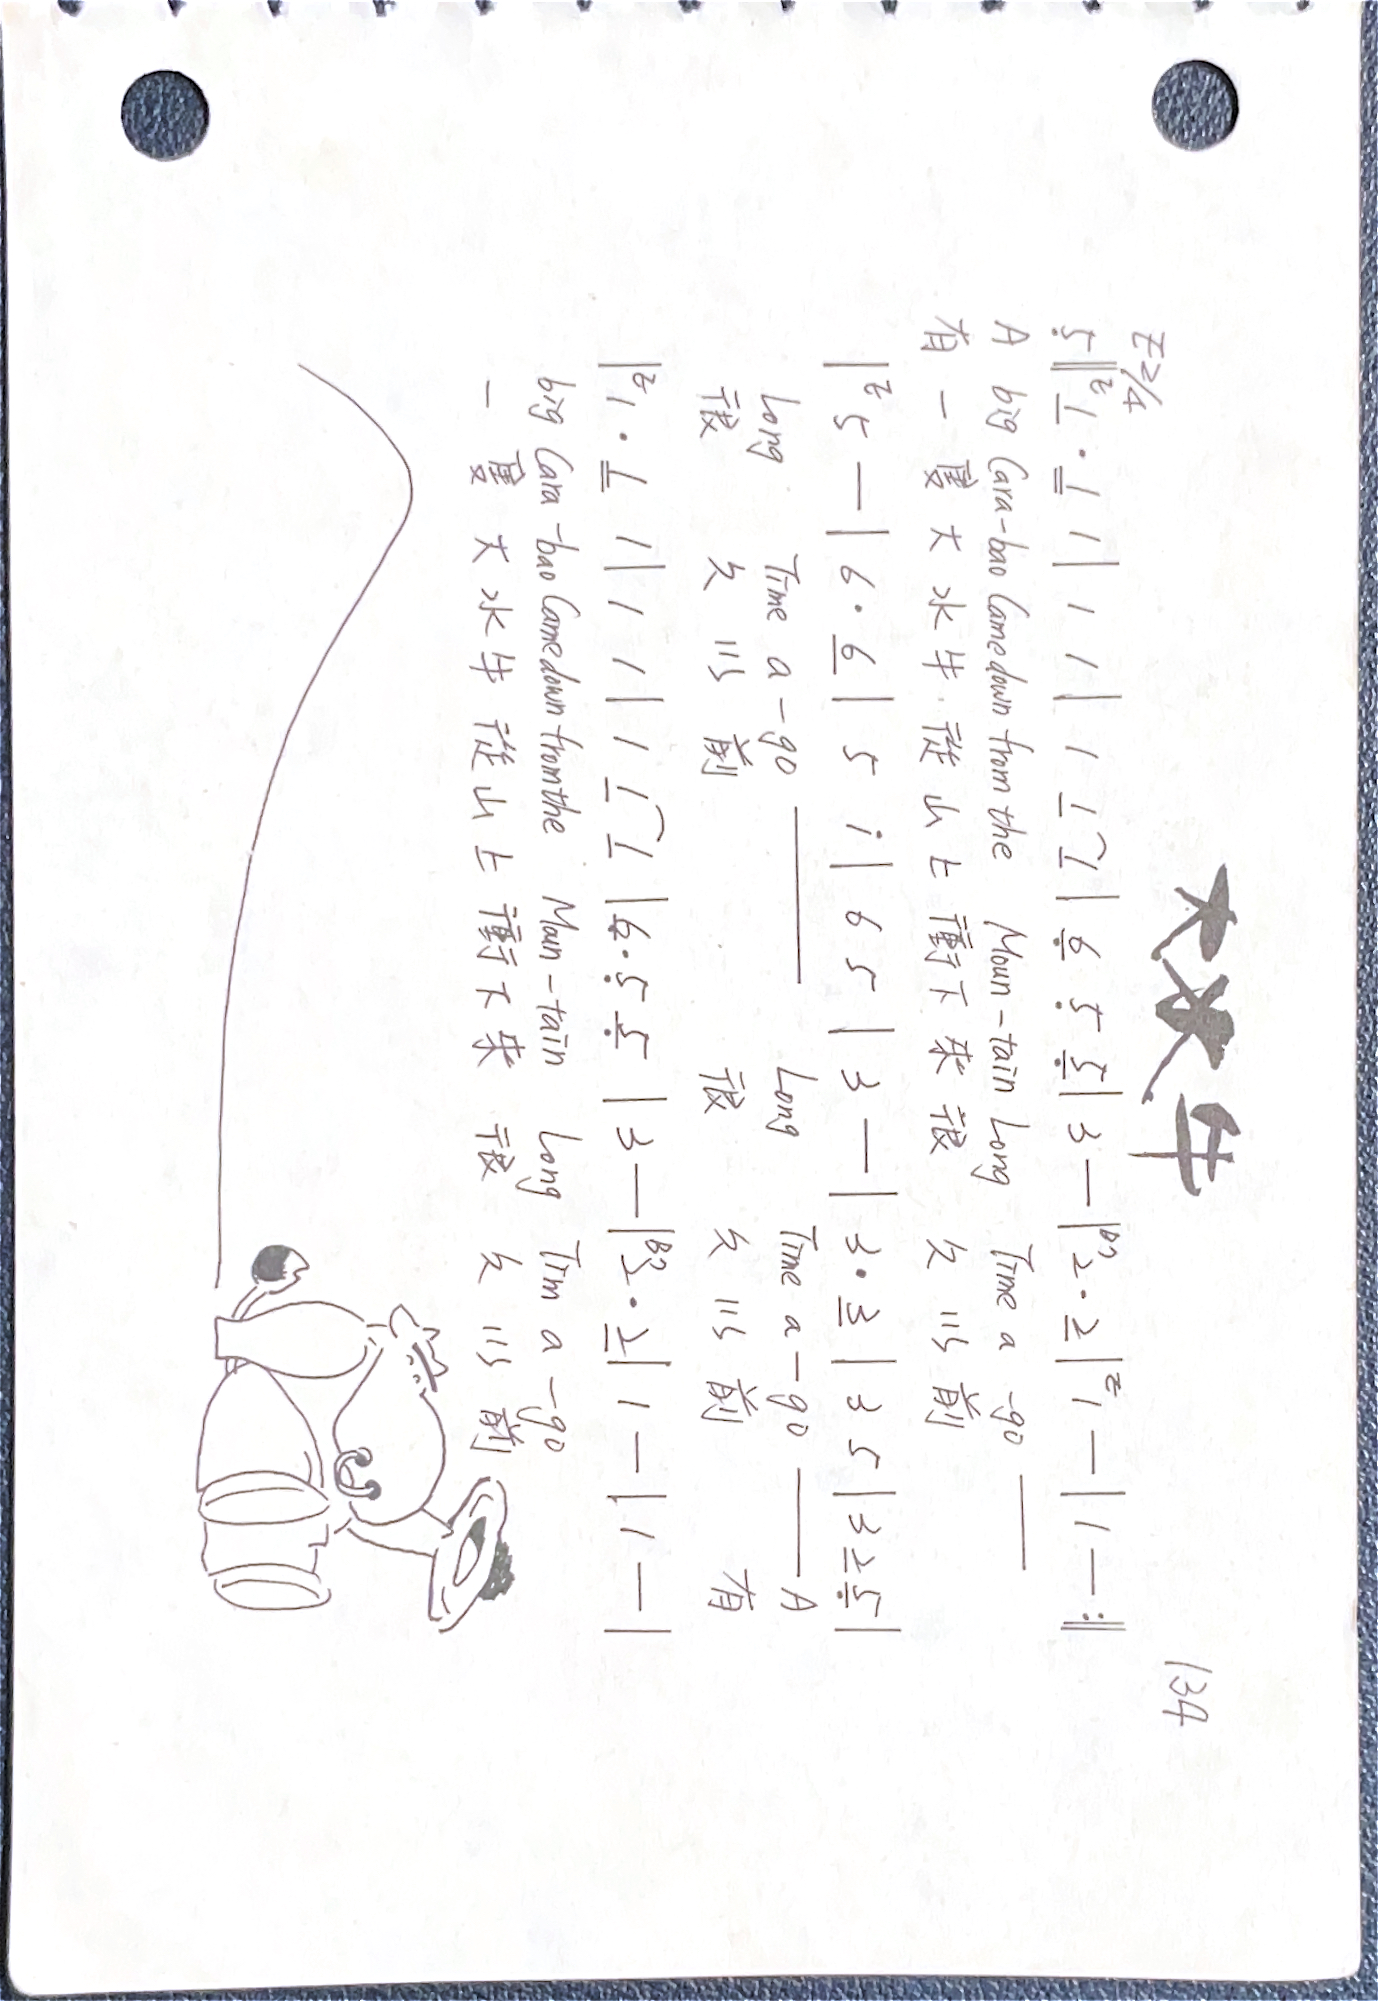 大水牛
134
E 2/4
5 ‖ E 1 · 1 1 | 1 1 | 1 1 1 | 6 5 5 | 3 — | B7 2 · 2 | E 1 — | 1 — :‖
A big Cara-bao Came down from the Moun-tain Long Time a -go ——
有 一 隻 大 水 牛 從 山 上 衝 下 來 很 久 以 前
| E 5 — | 6 · 6 | 5 i | 6 5 | 3 — | 3 · 3 | 3 5 | 3 2 5 |
Long Time a - go —— Long Time a - go —— A
很 久 以 前 很 久 以 前 有
| E 1 · 1 1 | 1 1 | 1 1 1 | 6 · 5 5 | 3 — | B7 2 · 2 | 1 — | 1 — |
big Cara -bao Came down from the Moun-tain Long Tim a -go
一 隻 大 水 牛 從 山 上 衝 下 來 很 久 以 前